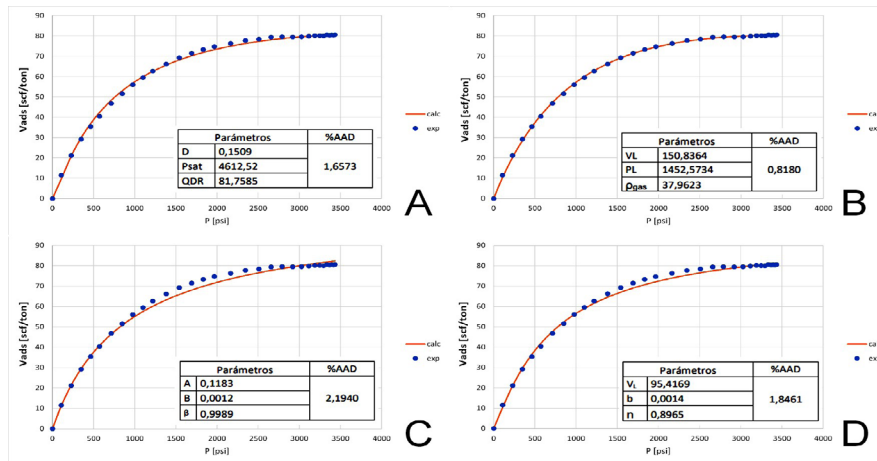 90
80
70
60
50
40
30
20
10
0
Vads [scf/ton]
0 500 1000 1500 2000 2500 3000 3500 4000
P [psi]
calc
exp
Parámetros %AAD
D 0,1509
Psat 4612,52 1,6573
QDR 81,7585
A
90
80
70
60
50
40
30
20
10
0
Vads [scf/ton]
0 500 1000 1500 2000 2500 3000 3500 4000
P [psi]
ca
exp
Parámetros %AAD
VL 150,8364
PL 1452,5734 0,8180
ρgas 37,9623
B
90
80
70
60
50
40
30
20
10
0
Vads [scf/ton]
0 500 1000 1500 2000 2500 3000 3500 4000
P [psi]
calc
exp
Parámetros %AAD
A 0,1183
B 0,0012 2,1940
β 0,9989
C
90
80
70
60
50
40
30
20
10
0
Vads [scf/ton]
0 500 1000 1500 2000 2500 3000 3500 4000
P [psi]
ca
exp
Parámetros %AAD
VL 95,4169
b 0,0014 1,8461
n 0,8965
D